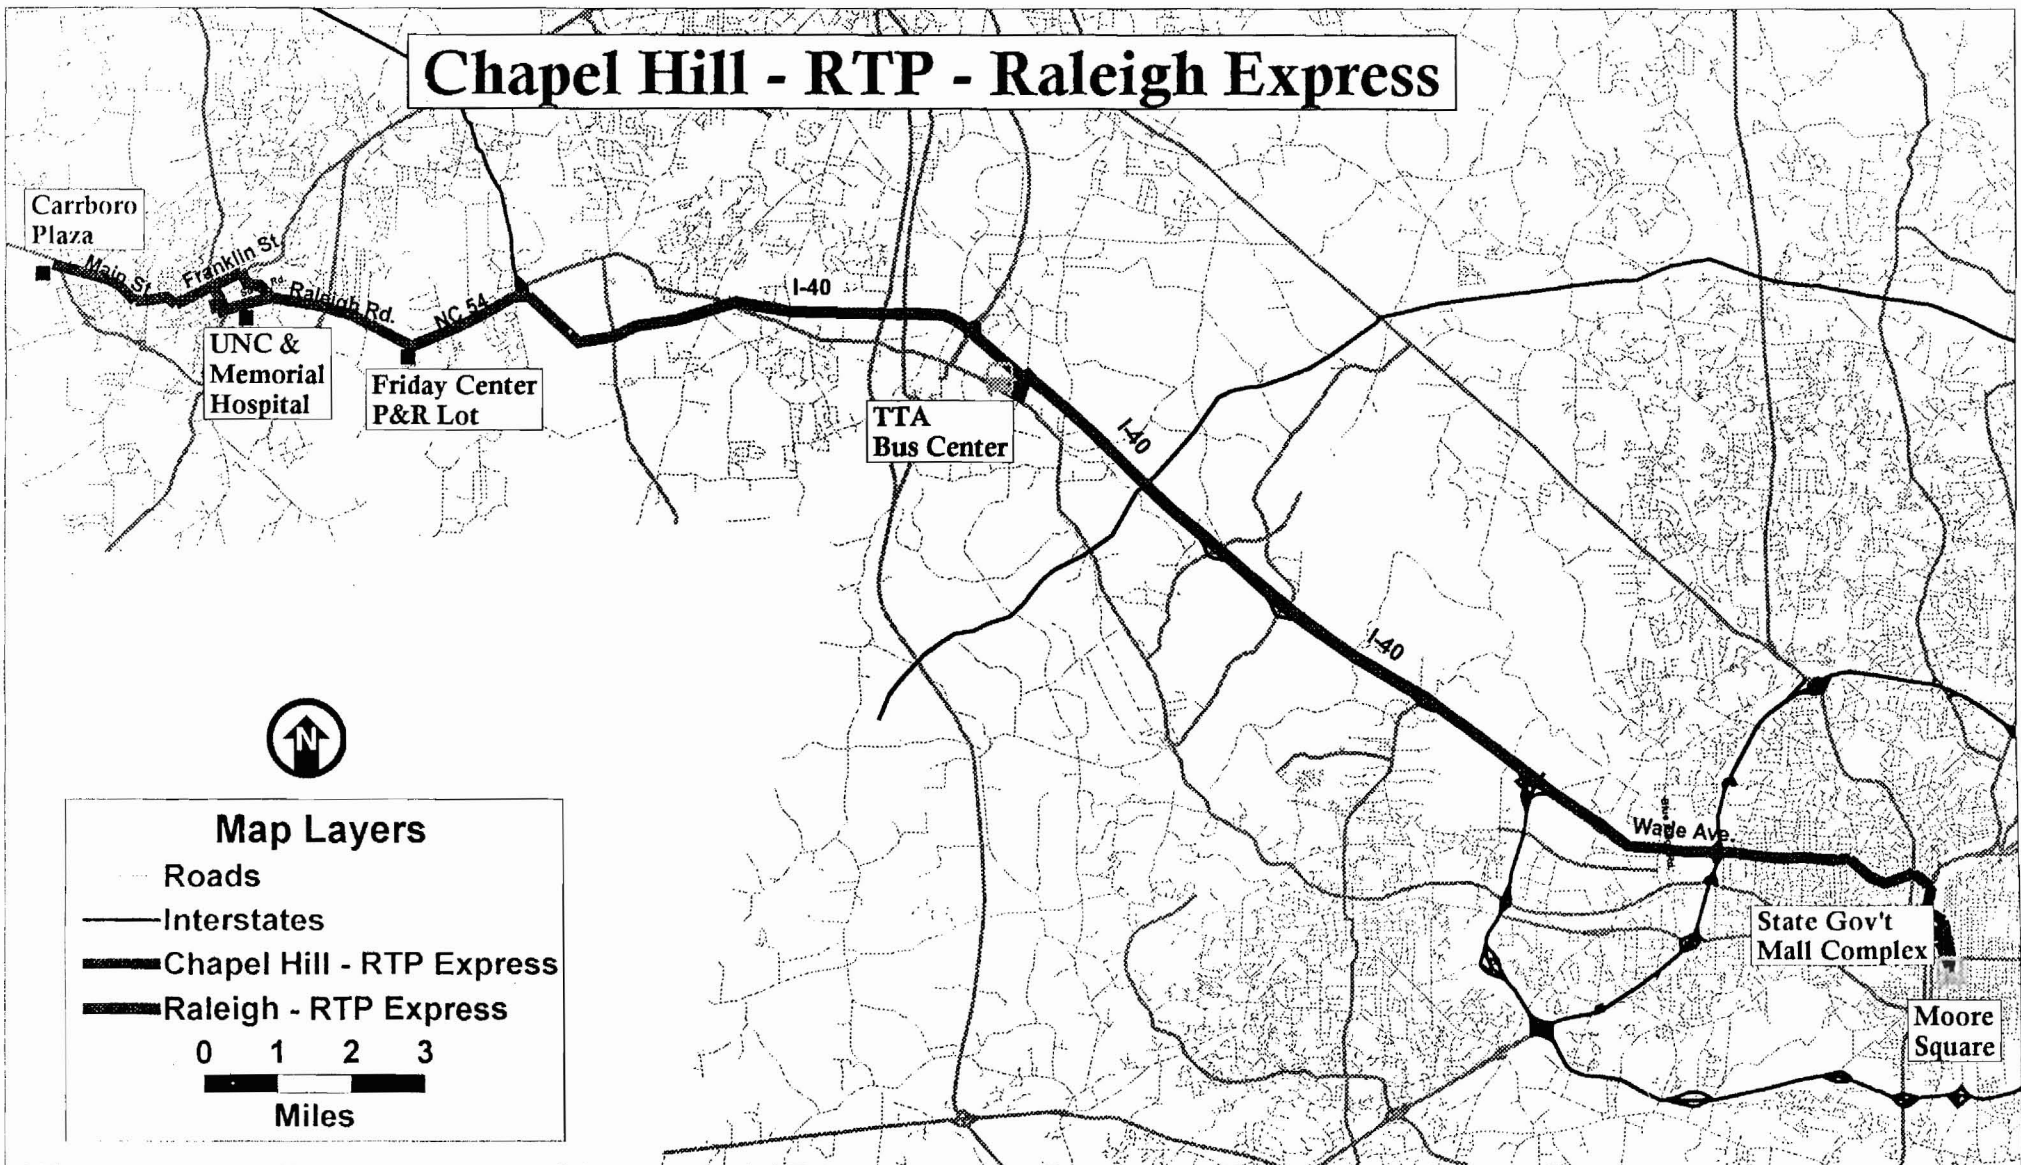 Chapel Hill - RTP - Raleigh Express
Carrboro
Plaza
Main St
Franklin St
Raleigh Rd.
NC 54
I-40
UNC &
Memorial
Hospital
Friday Center
P&R Lot
TTA
Bus Center
I-40
I-40
N
Wade Ave.
State Gov't
Mall Complex
Moore
Square
Map Layers
Roads
Interstates
Chapel Hill - RTP Express
Raleigh - RTP Express
0 1 2 3
Miles